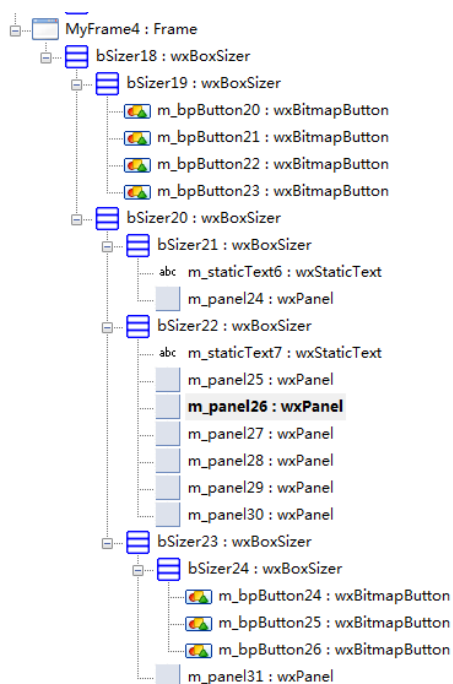 MyFrame4 : Frame
bSizer18 : wxBoxSizer
bSizer19 : wxBoxSizer
m_bpButton20 : wxBitmapButton
m_bpButton21 : wxBitmapButton
m_bpButton22 : wxBitmapButton
m_bpButton23 : wxBitmapButton
bSizer20 : wxBoxSizer
bSizer21 : wxBoxSizer
abc m_staticText6 : wxStaticText
m_panel24 : wxPanel
bSizer22 : wxBoxSizer
abc m_staticText7 : wxStaticText
m_panel25 : wxPanel
m_panel26 : wxPanel
m_panel27 : wxPanel
m_panel28 : wxPanel
m_panel29 : wxPanel
m_panel30 : wxPanel
bSizer23 : wxBoxSizer
bSizer24 : wxBoxSizer
m_bpButton24 : wxBitmapButton
m_bpButton25 : wxBitmapButton
m_bpButton26 : wxBitmapButton
m_panel31 : wxPanel